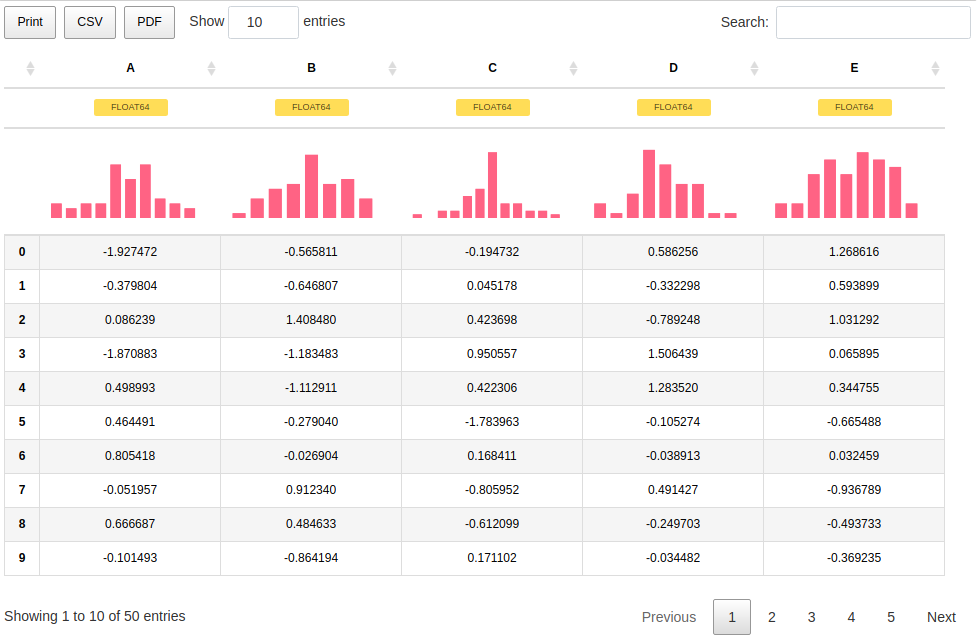 Print CSV PDF Show 10 entries Search:
A B C D E
FLOAT64 FLOAT64 FLOAT64 FLOAT64 FLOAT64
0 -1.927472 -0.565811 -0.194732 0.586256 1.268616
1 -0.379804 -0.646807 0.045178 -0.332298 0.593899
2 0.086239 1.408480 0.423698 -0.789248 1.031292
3 -1.870883 -1.183483 0.950557 1.506439 0.065895
4 0.498993 -1.112911 0.422306 1.283520 0.344755
5 0.464491 -0.279040 -1.783963 -0.105274 -0.665488
6 0.805418 -0.026904 0.168411 -0.038913 0.032459
7 -0.051957 0.912340 -0.805952 0.491427 -0.936789
8 0.666687 0.484633 -0.612099 -0.249703 -0.493733
9 -0.101493 -0.864194 0.171102 -0.034482 -0.369235
Showing 1 to 10 of 50 entries Previous 1 2 3 4 5 Next